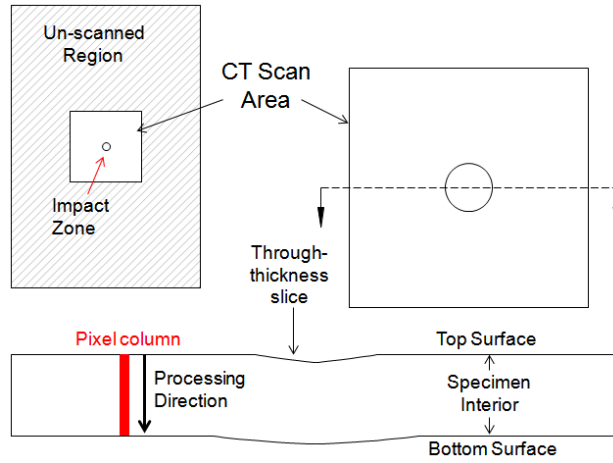 Un-scanned
Region
CT Scan
Area
Impact
Zone
Through-
thickness
slice
Pixel column
Top Surface
Processing
Direction
Specimen
Interior
Bottom Surface